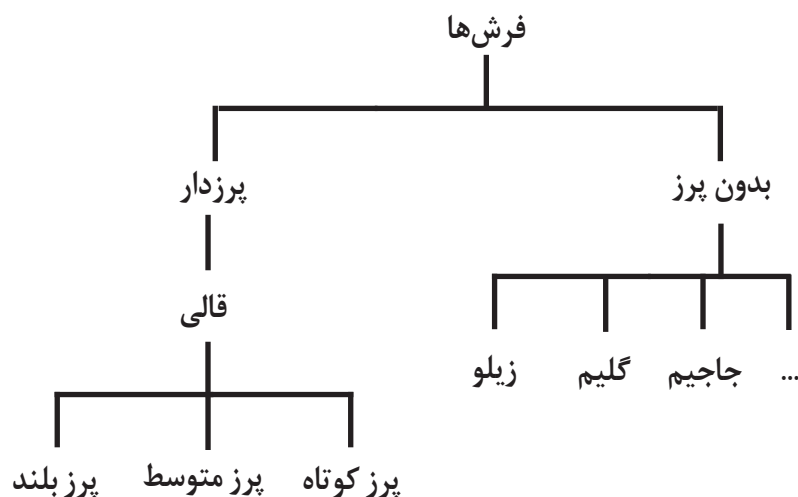 فرش‌ها
بدون پرز
پرزدار
قالی
...
جاجیم
گلیم
زیلو
پرز کوتاه
پرز متوسط
پرز بلند